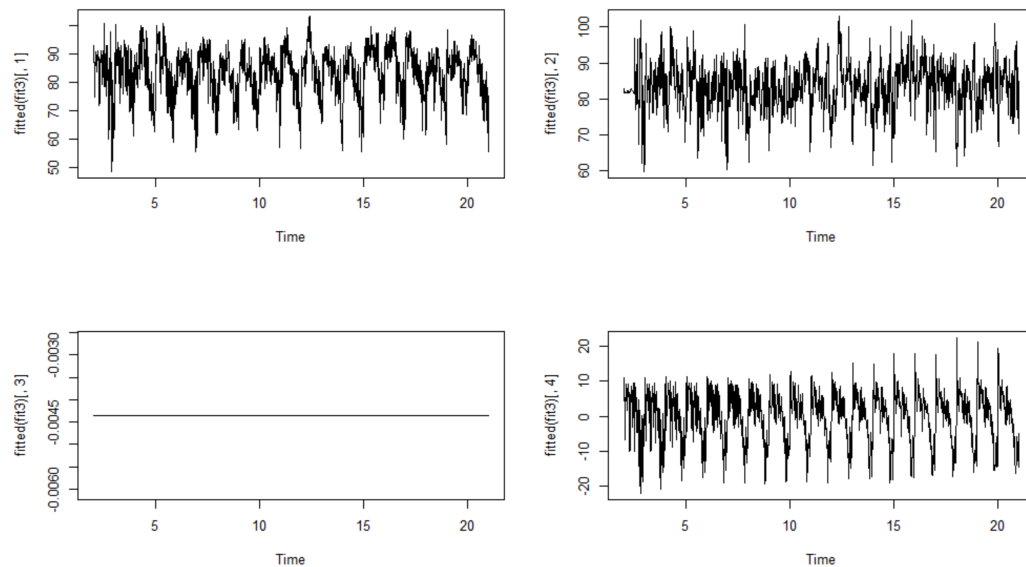 fitted(fit3)[, 1]
50 60 70 80 90
5 10 15 20
Time
fitted(fit3)[, 2]
60 70 80 90 100
5 10 15 20
Time
fitted(fit3)[, 3]
-0.0060 -0.0045 -0.0030
5 10 15 20
Time
fitted(fit3)[, 4]
-20 -10 0 10 20
5 10 15 20
Time